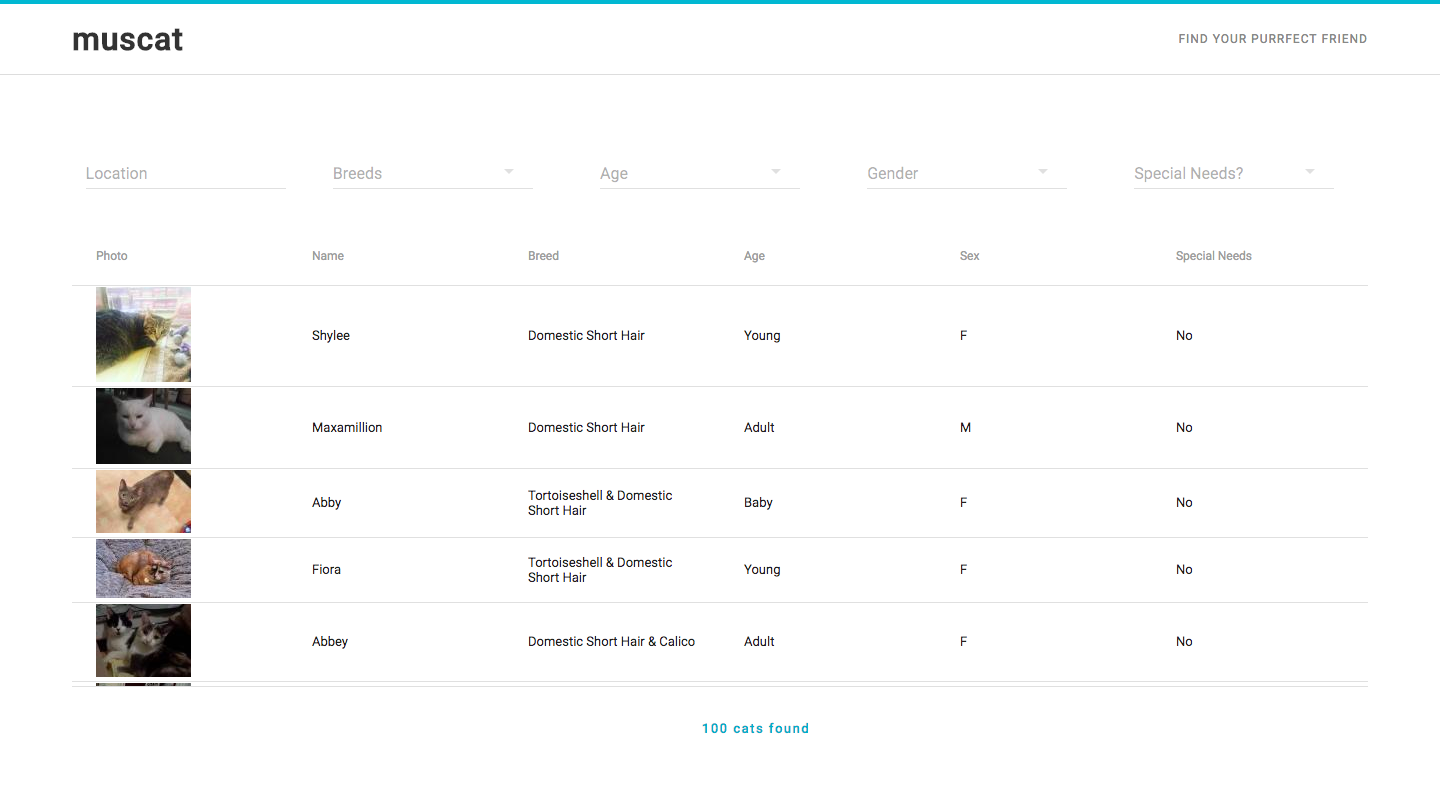 muscat
FIND YOUR PURRFECT FRIEND
Location
Breeds
Age
Gender
Special Needs?
Photo
Name
Breed
Age
Sex
Special Needs
Shylee
Domestic Short Hair
Young
F
No
Maxamillion
Domestic Short Hair
Adult
M
No
Abby
Tortoiseshell & Domestic
Short Hair
Baby
F
No
Fiora
Tortoiseshell & Domestic
Short Hair
Young
F
No
Abbey
Domestic Short Hair & Calico
Adult
F
No
100 cats found